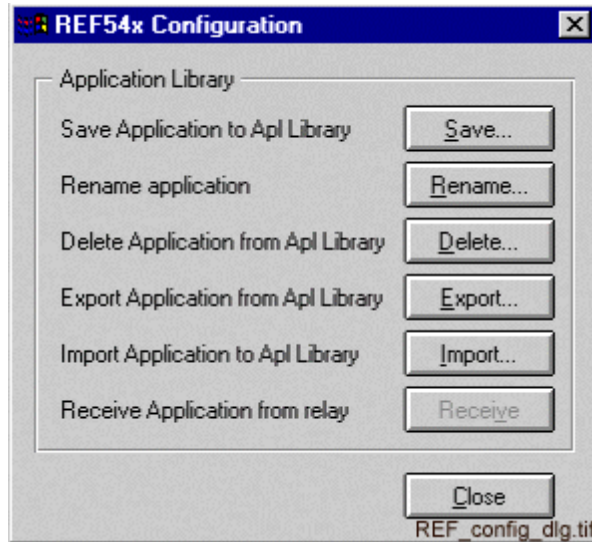 REF54x Configuration
Application Library
Save Application to Apl Library Save...
Rename application Rename...
Delete Application from Apl Library Delete...
Export Application from Apl Library Export...
Import Application to Apl Library Import...
Receive Application from relay Receive
Close
REF_config_dlg.tif